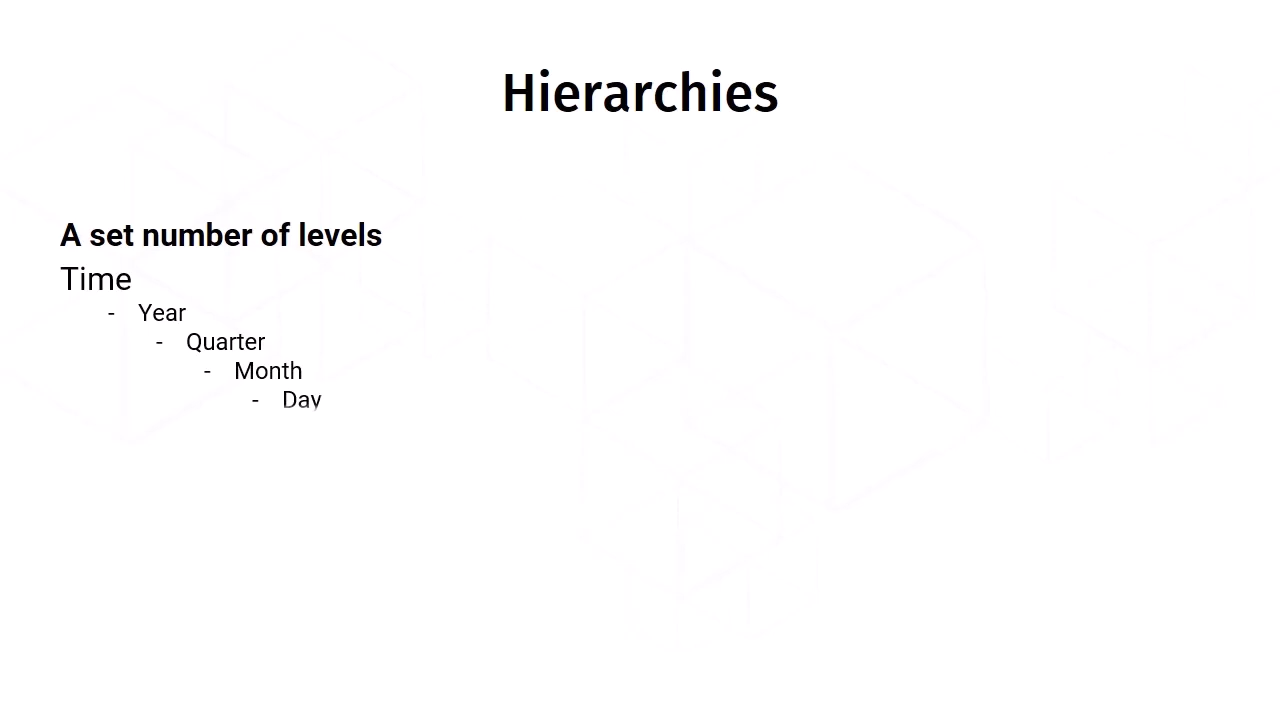 Hierarchies
A set number of levels
Time
- Year
- Quarter
- Month
- Day